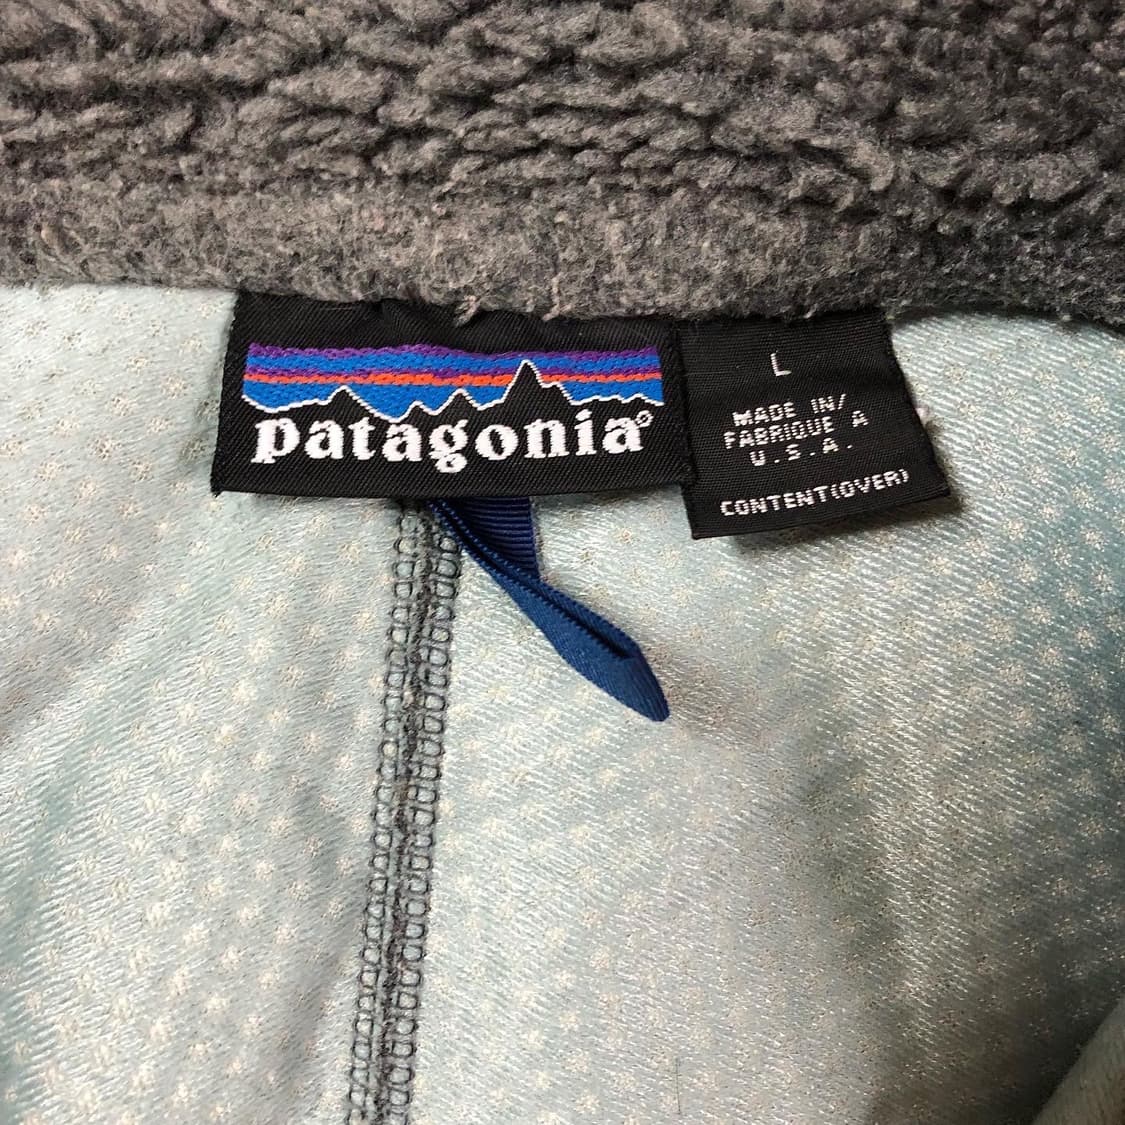 patagonia®
L
MADE IN/
FABRIQUE A
U.S.A.
CONTENT(OVER)